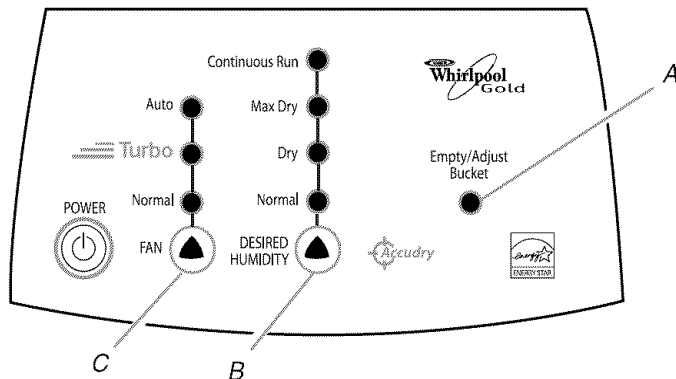 Continuous Run
Whirlpool
Gold
A
Auto
Max Dry
Turbo
Dry
Empty/Adjust
Bucket
Normal
Normal
POWER
FAN
DESIRED
HUMIDITY
Accudry
energy
ENERGY STAR
C
B